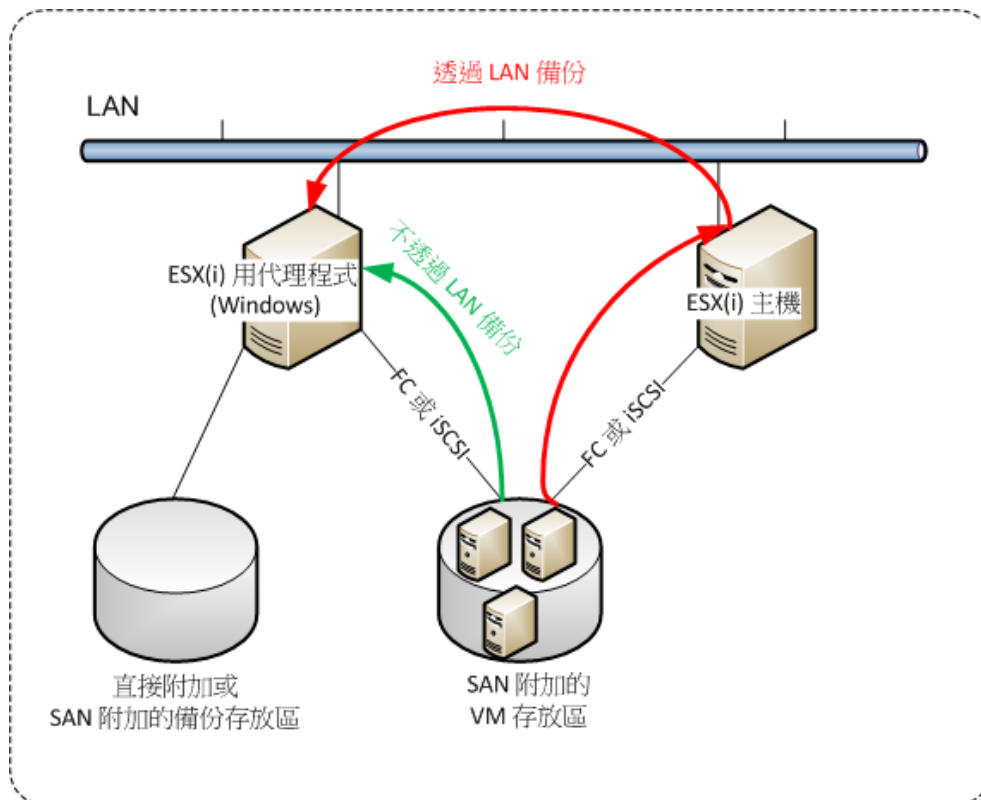 透過 LAN 備份
LAN
不透過 LAN 備份
ESX(i) 用代理程式
(Windows)
ESX(i) 主機
FC 或 iSCSI
FC 或 iSCSI
直接附加或
SAN 附加的備份存放區
SAN 附加的
VM 存放區